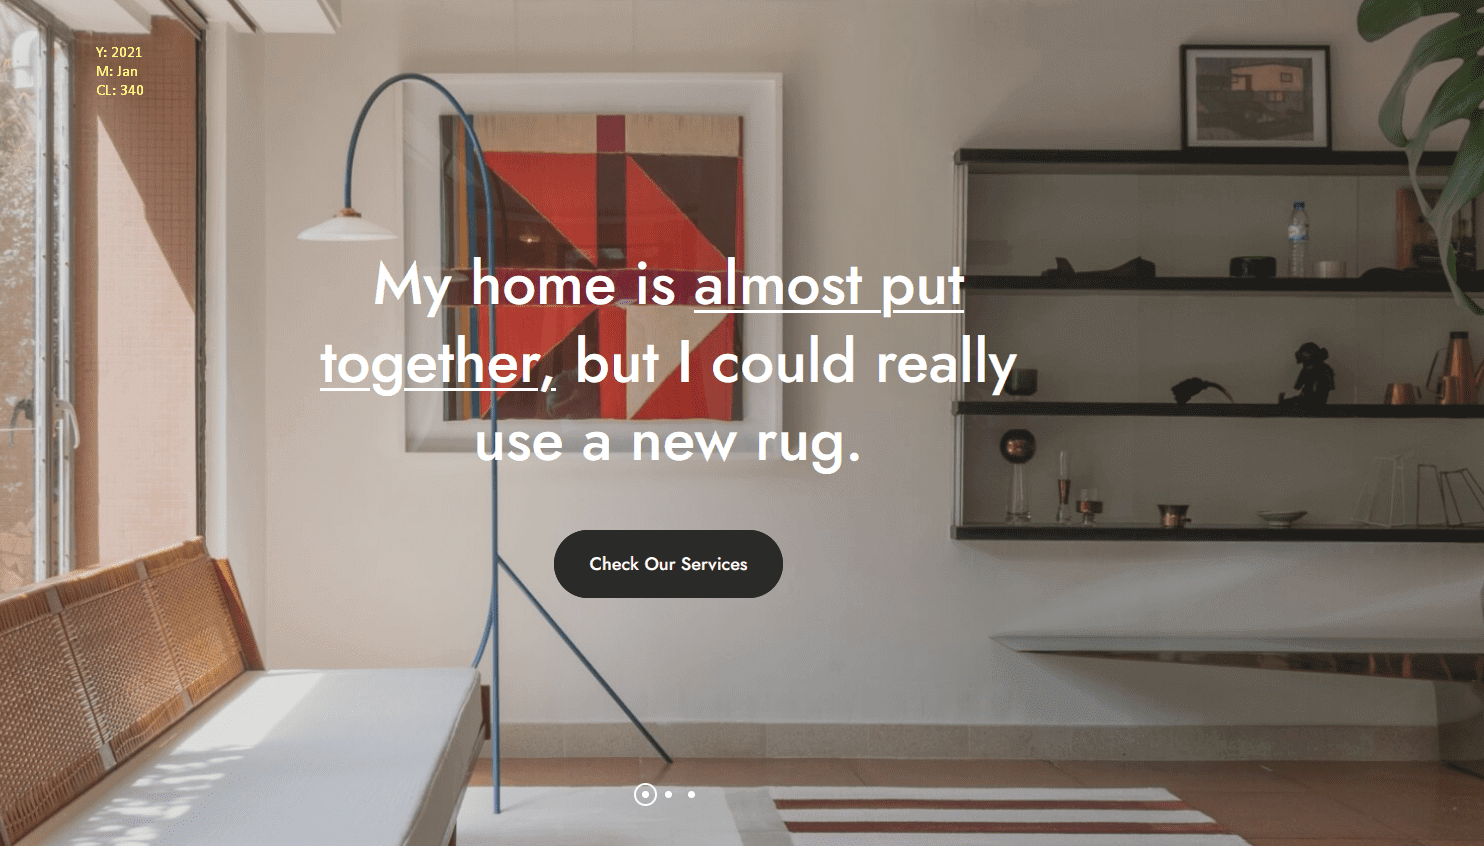 Y: 2021
M: Jan
CL: 340
My home is almost put
together, but I could really
use a new rug.
Check Our Services